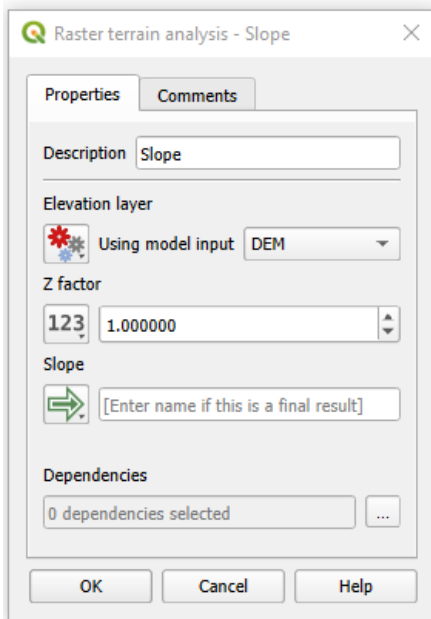 Raster terrain analysis - Slope
Properties Comments
Description Slope
Elevation layer
Using model input DEM
Z factor
123 1.000000
Slope
[Enter name if this is a final result]
Dependencies
0 dependencies selected ...
OK Cancel Help